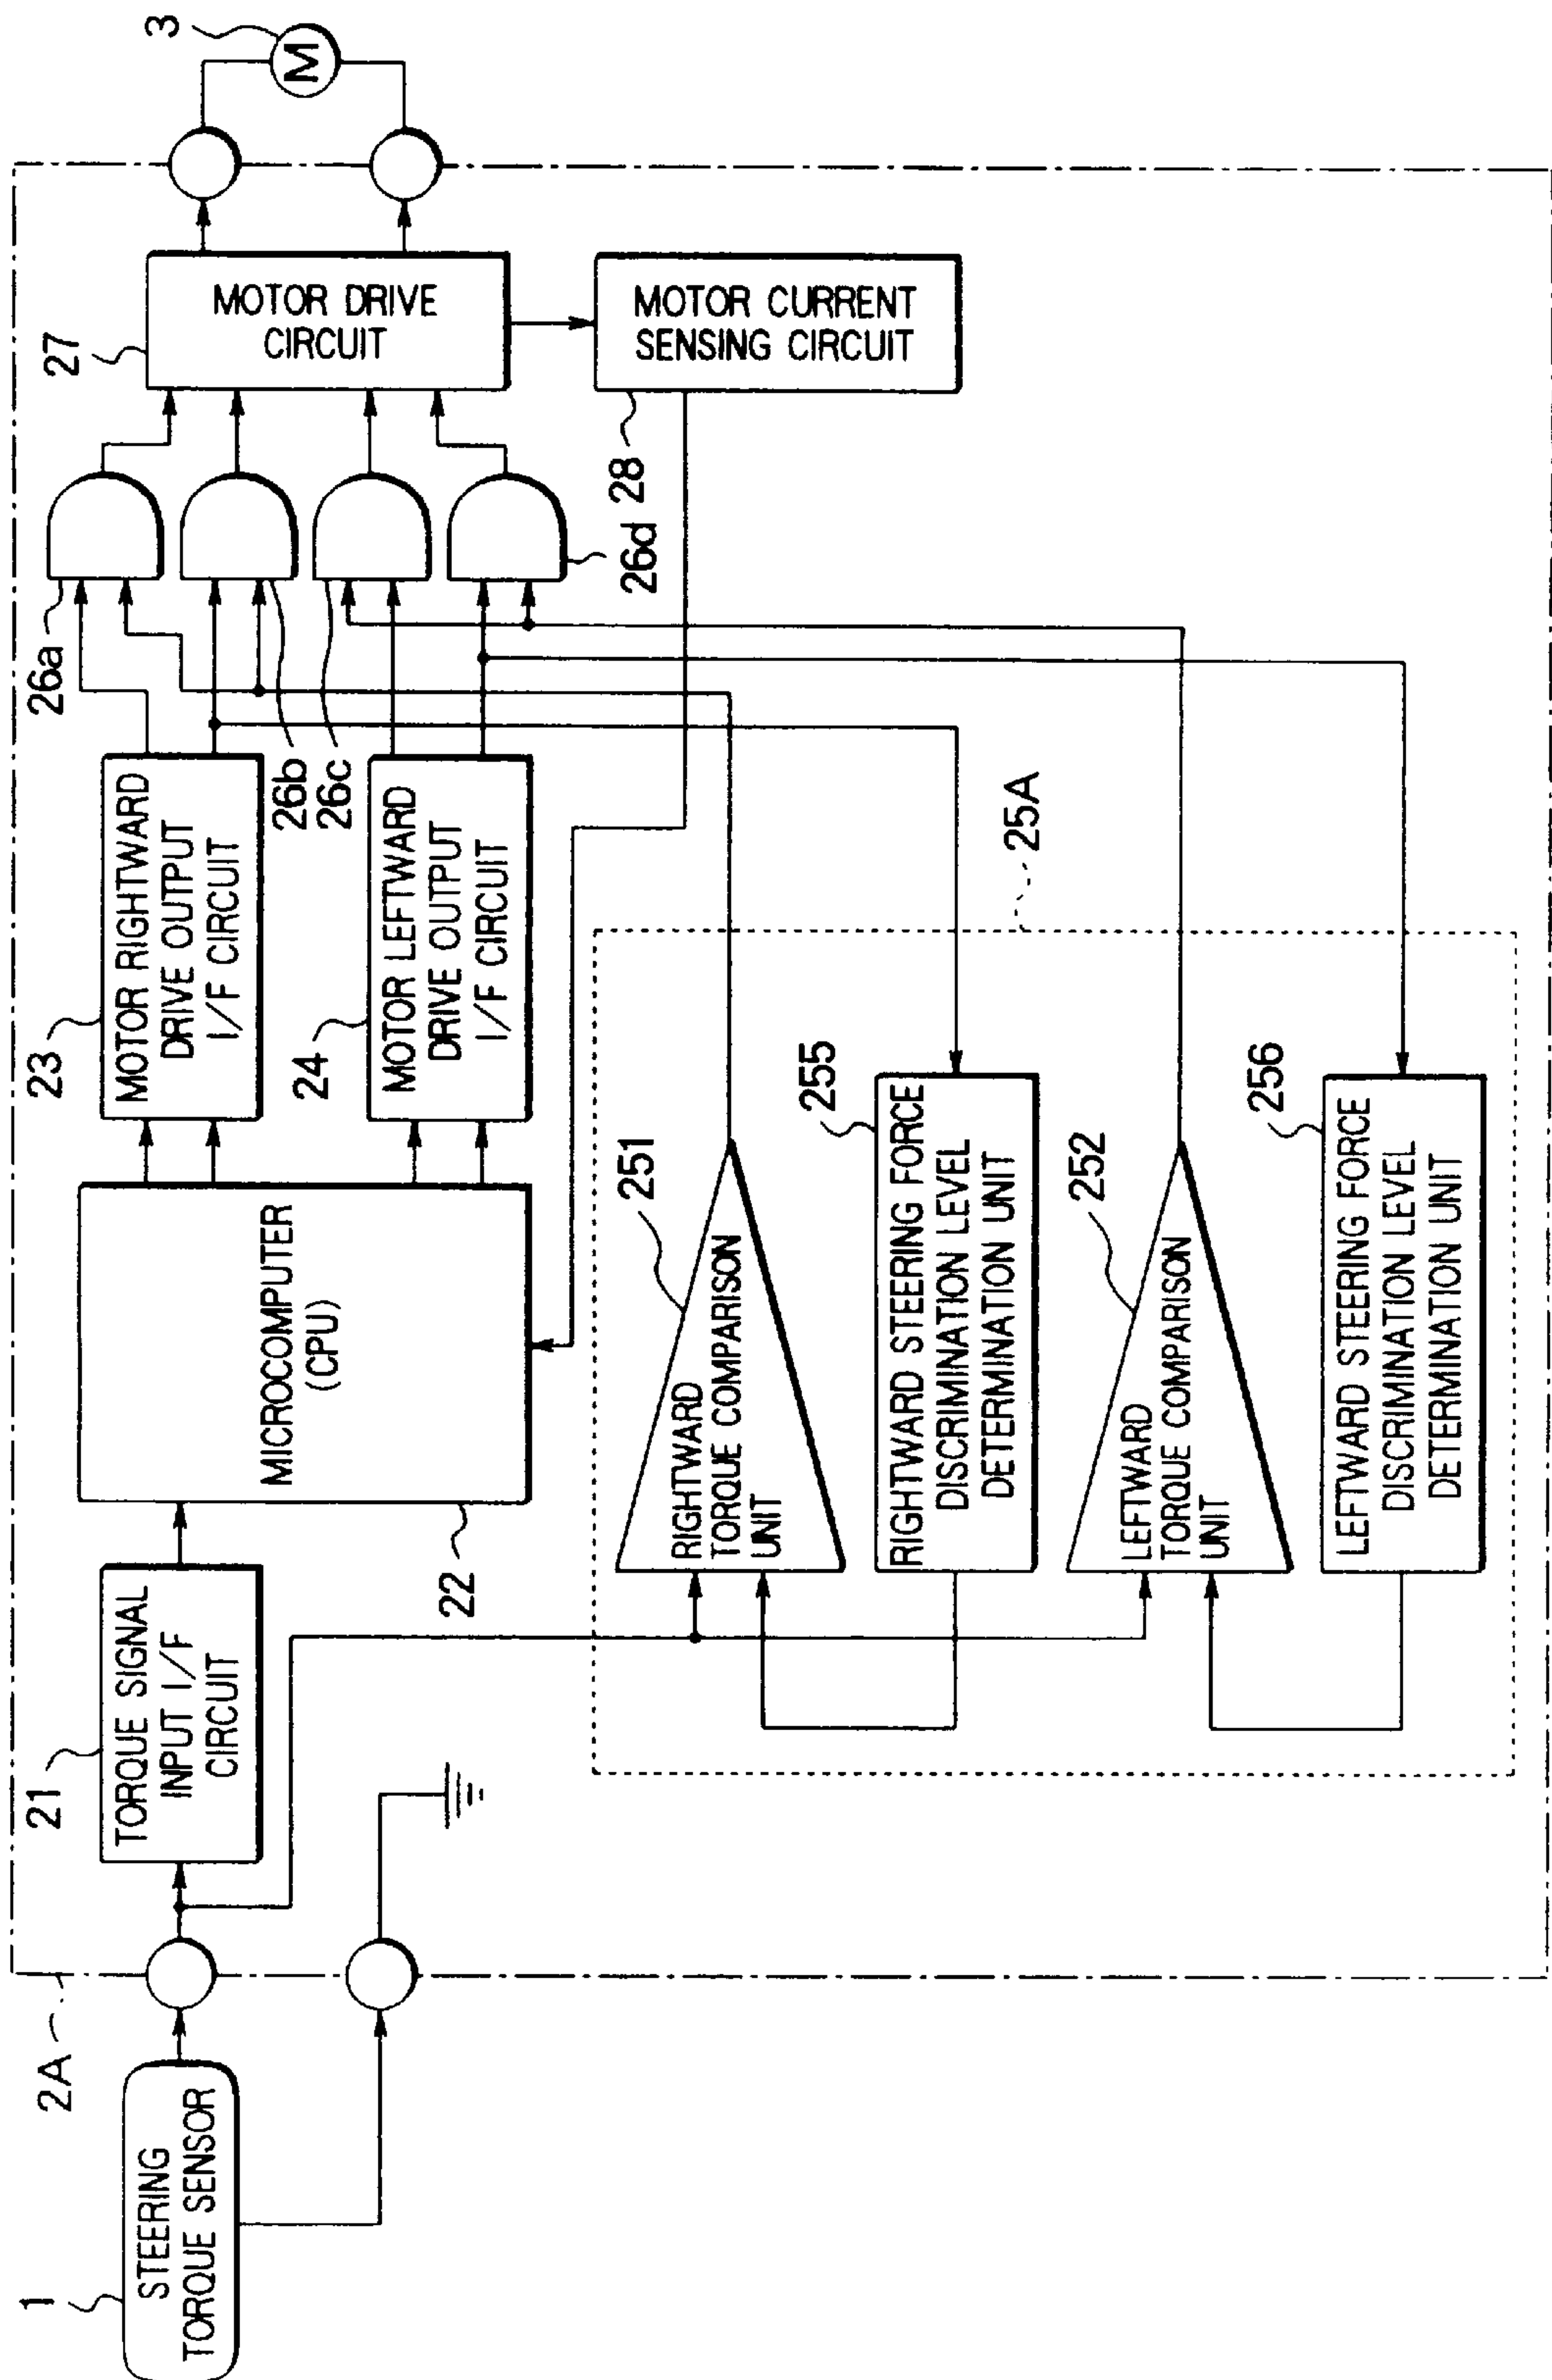 1
STEERING
TORQUE SENSOR
2A
21
TORQUE SIGNAL
INPUT I/F
CIRCUIT
22
MICROCOMPUTER
(CPU)
23
MOTOR RIGHTWARD
DRIVE OUTPUT
I/F CIRCUIT
24
MOTOR LEFTWARD
DRIVE OUTPUT
I/F CIRCUIT
26a
26b
26c
26d
27
MOTOR DRIVE
CIRCUIT
3
M
28
MOTOR CURRENT
SENSING CIRCUIT
25A
251
RIGHTWARD
TORQUE COMPARISON
UNIT
255
RIGHTWARD STEERING FORCE
DISCRIMINATION LEVEL
DETERMINATION UNIT
252
LEFTWARD
TORQUE COMPARISON
UNIT
256
LEFTWARD STEERING FORCE
DISCRIMINATION LEVEL
DETERMINATION UNIT